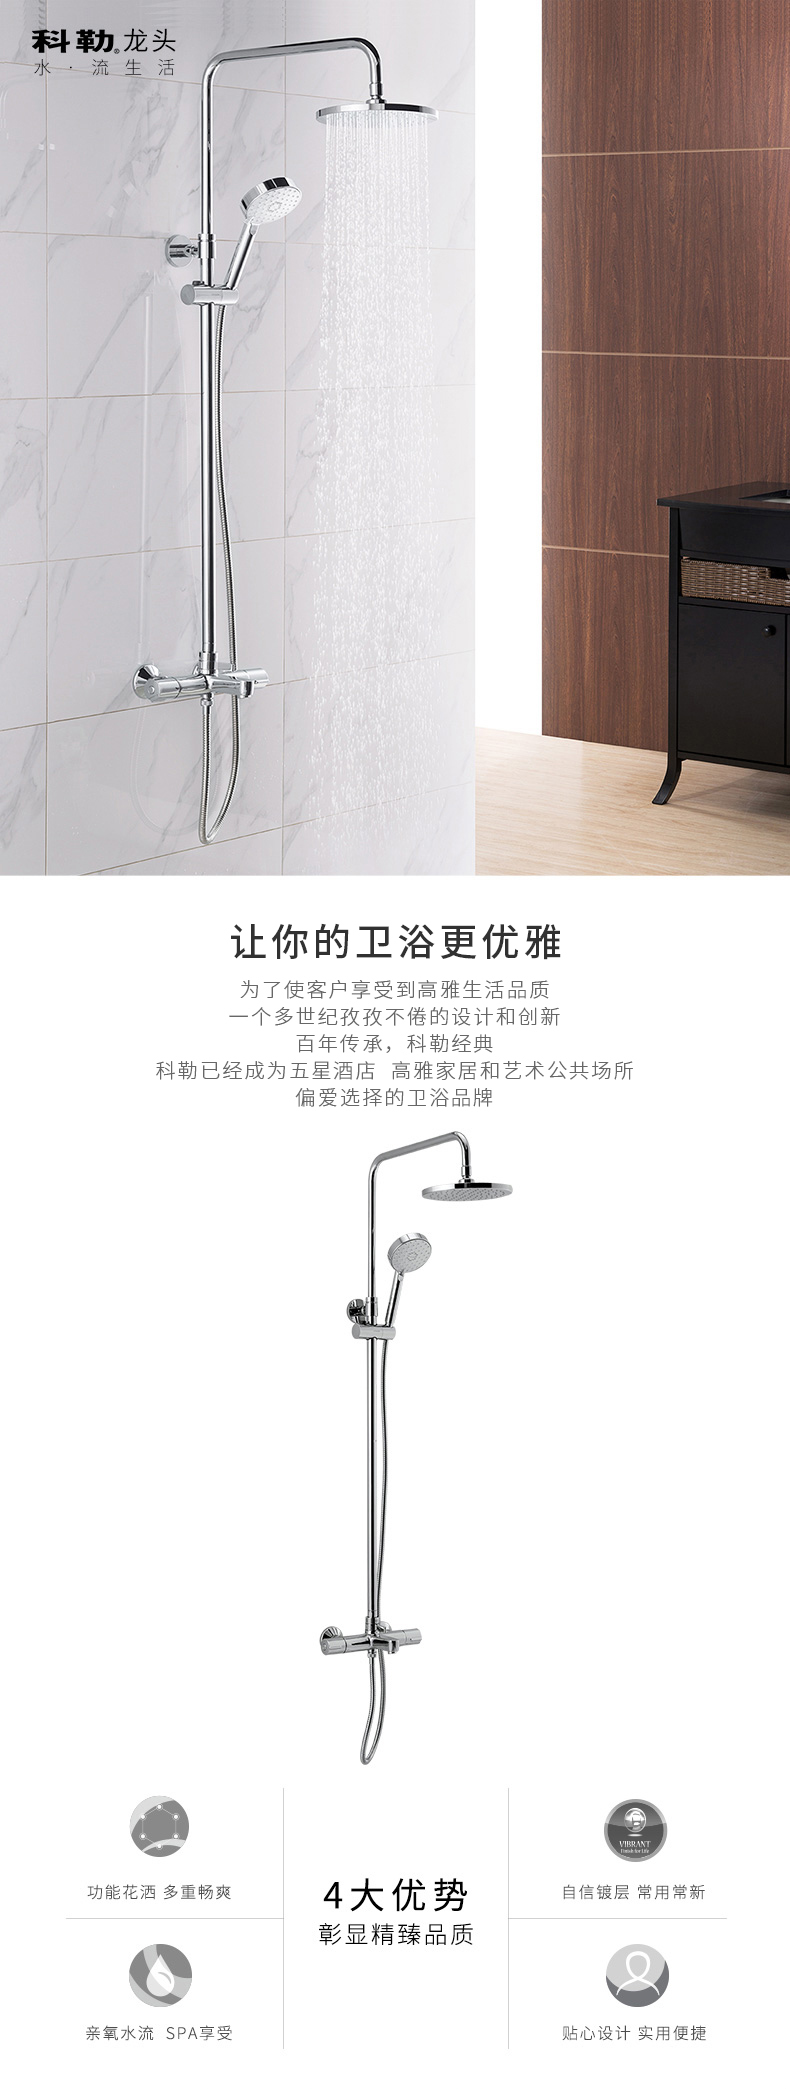 科勒®龙头
水·流生活
让你的卫浴更优雅
为了使客户享受到高雅生活品质
一个多世纪孜孜不倦的设计和创新
百年传承，科勒经典
科勒已经成为五星酒店 高雅家居和艺术公共场所
偏爱选择的卫浴品牌
功能花洒 多重畅爽
亲氧水流 SPA享受
4大优势
彰显精臻品质
VIBRANT
Finish for Life
自信镀层 常用常新
贴心设计 实用便捷